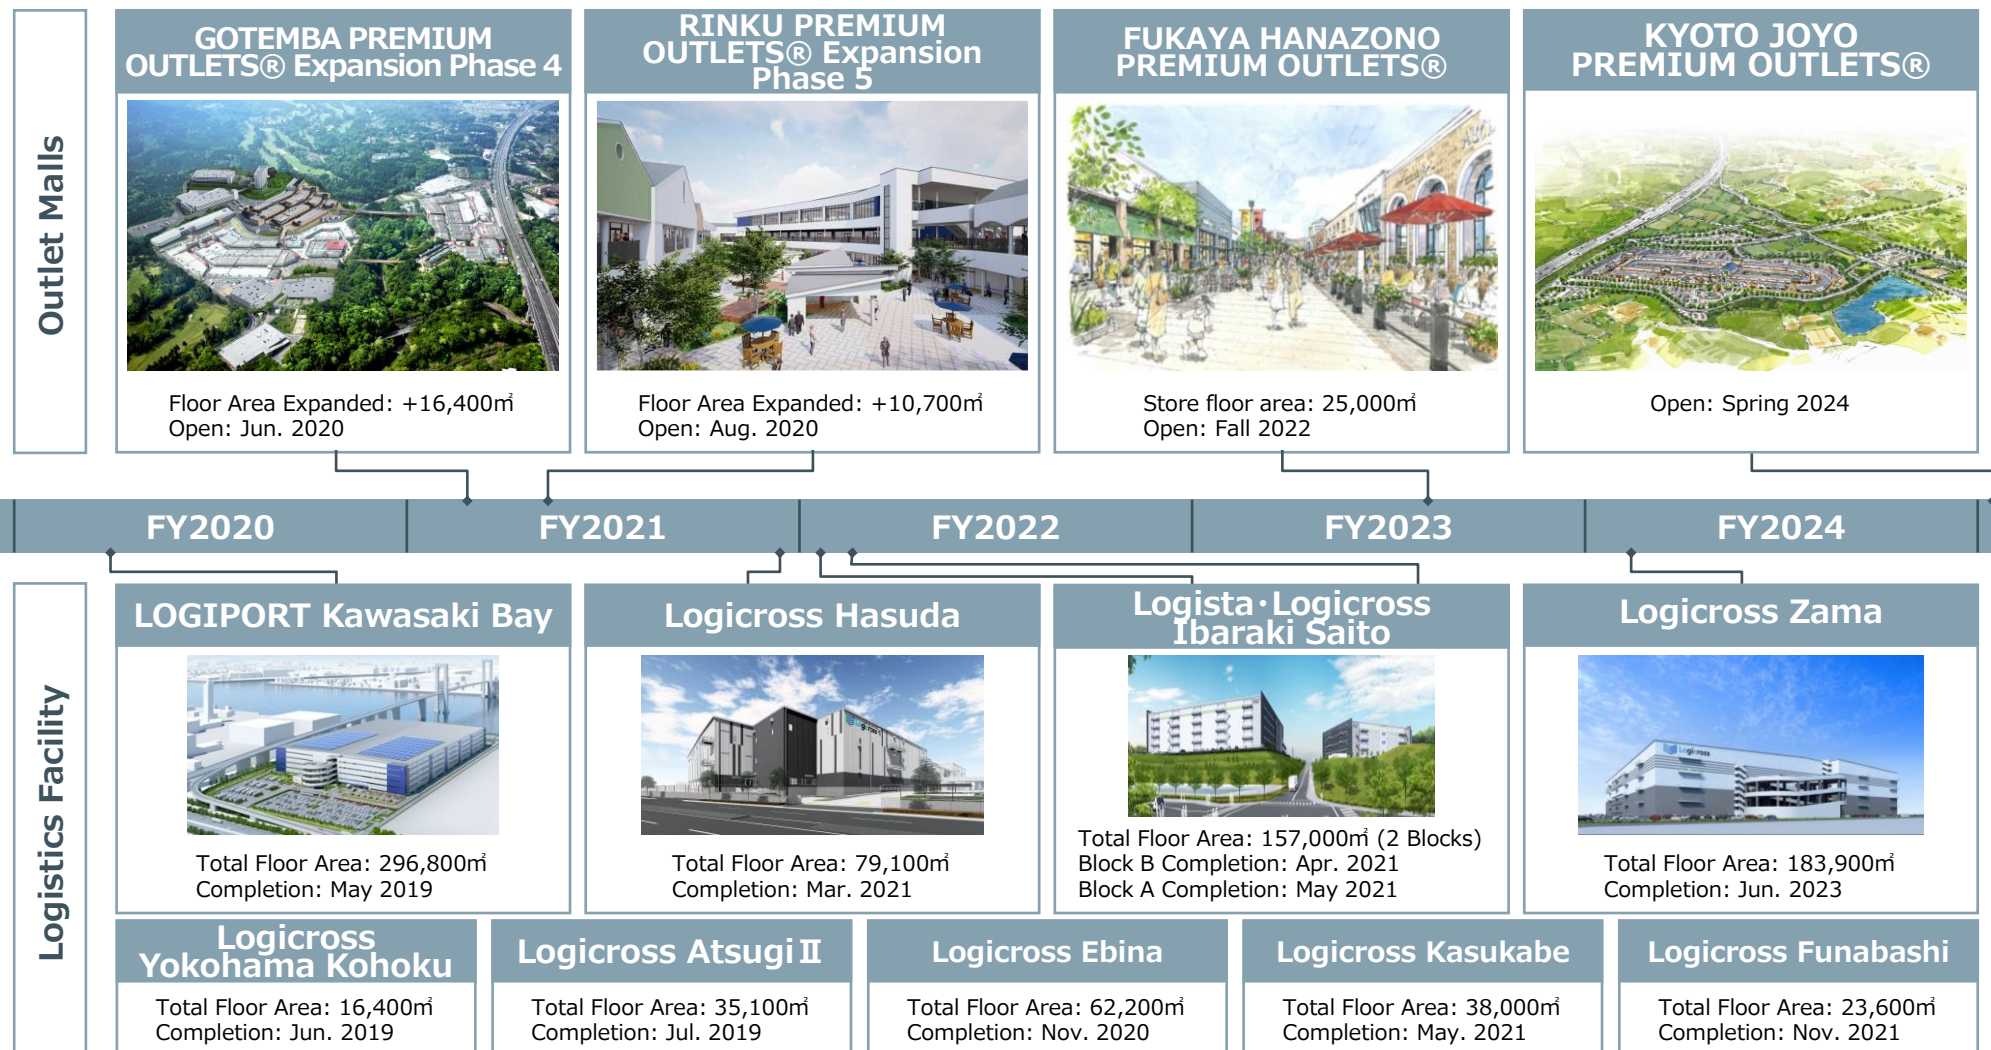 Outlet Malls
GOTEMBA PREMIUM
OUTLETS® Expansion Phase 4
Floor Area Expanded: +16,400㎡
Open: Jun. 2020
RINKU PREMIUM
OUTLETS® Expansion
Phase 5
Floor Area Expanded: +10,700㎡
Open: Aug. 2020
FUKAYA HANAZONO
PREMIUM OUTLETS®
Store floor area: 25,000㎡
Open: Fall 2022
KYOTO JOYO
PREMIUM OUTLETS®
Open: Spring 2024
FY2020
FY2021
FY2022
FY2023
FY2024
Logistics Facility
LOGIPORT Kawasaki Bay
Total Floor Area: 296,800㎡
Completion: May 2019
Logicross Hasuda
Logicross
Total Floor Area: 79,100㎡
Completion: Mar. 2021
Logista･Logicross
Ibaraki Saito
Total Floor Area: 157,000㎡ (2 Blocks)
Block B Completion: Apr. 2021
Block A Completion: May 2021
Logicross Zama
Logicross
Total Floor Area: 183,900㎡
Completion: Jun. 2023
Logicross
Yokohama Kohoku
Total Floor Area: 16,400㎡
Completion: Jun. 2019
Logicross AtsugiⅡ
Total Floor Area: 35,100㎡
Completion: Jul. 2019
Logicross Ebina
Total Floor Area: 62,200㎡
Completion: Nov. 2020
Logicross Kasukabe
Total Floor Area: 38,000㎡
Completion: May. 2021
Logicross Funabashi
Total Floor Area: 23,600㎡
Completion: Nov. 2021